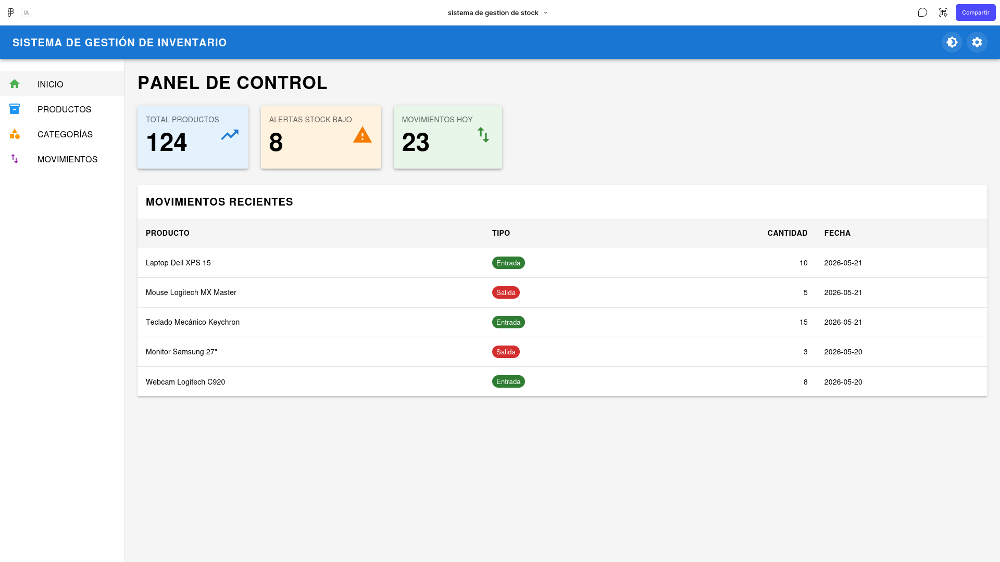 IA
sistema de gestion de stock
Compartir
SISTEMA DE GESTIÓN DE INVENTARIO
INICIO
PRODUCTOS
CATEGORÍAS
MOVIMIENTOS
PANEL DE CONTROL
TOTAL PRODUCTOS
124
ALERTAS STOCK BAJO
8
MOVIMIENTOS HOY
23
MOVIMIENTOS RECIENTES
PRODUCTO TIPO CANTIDAD FECHA
Laptop Dell XPS 15 Entrada 10 2026-05-21
Mouse Logitech MX Master Salida 5 2026-05-21
Teclado Mecánico Keychron Entrada 15 2026-05-21
Monitor Samsung 27" Salida 3 2026-05-20
Webcam Logitech C920 Entrada 8 2026-05-20